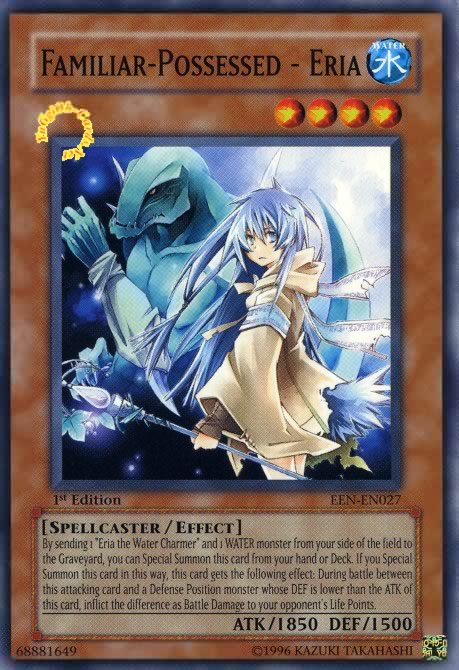 FAMILIAR-POSSESSED - ERIA
WATER
水
1st Edition
EEN-EN027
[SPELLCASTER / EFFECT]
By sending 1 "Eria the Water Charmer" and 1 WATER monster from your side of the field to
the Graveyard, you can Special Summon this card from your hand or Deck. If you Special
Summon this card in this way, this card gets the following effect: During battle between
this attacking card and a Defense Position monster whose DEF is lower than the ATK of
this card, inflict the difference as Battle Damage to your opponent's Life Points.
ATK/1850 DEF/1500
68881649
©1996 KAZUKI TAKAHASHI